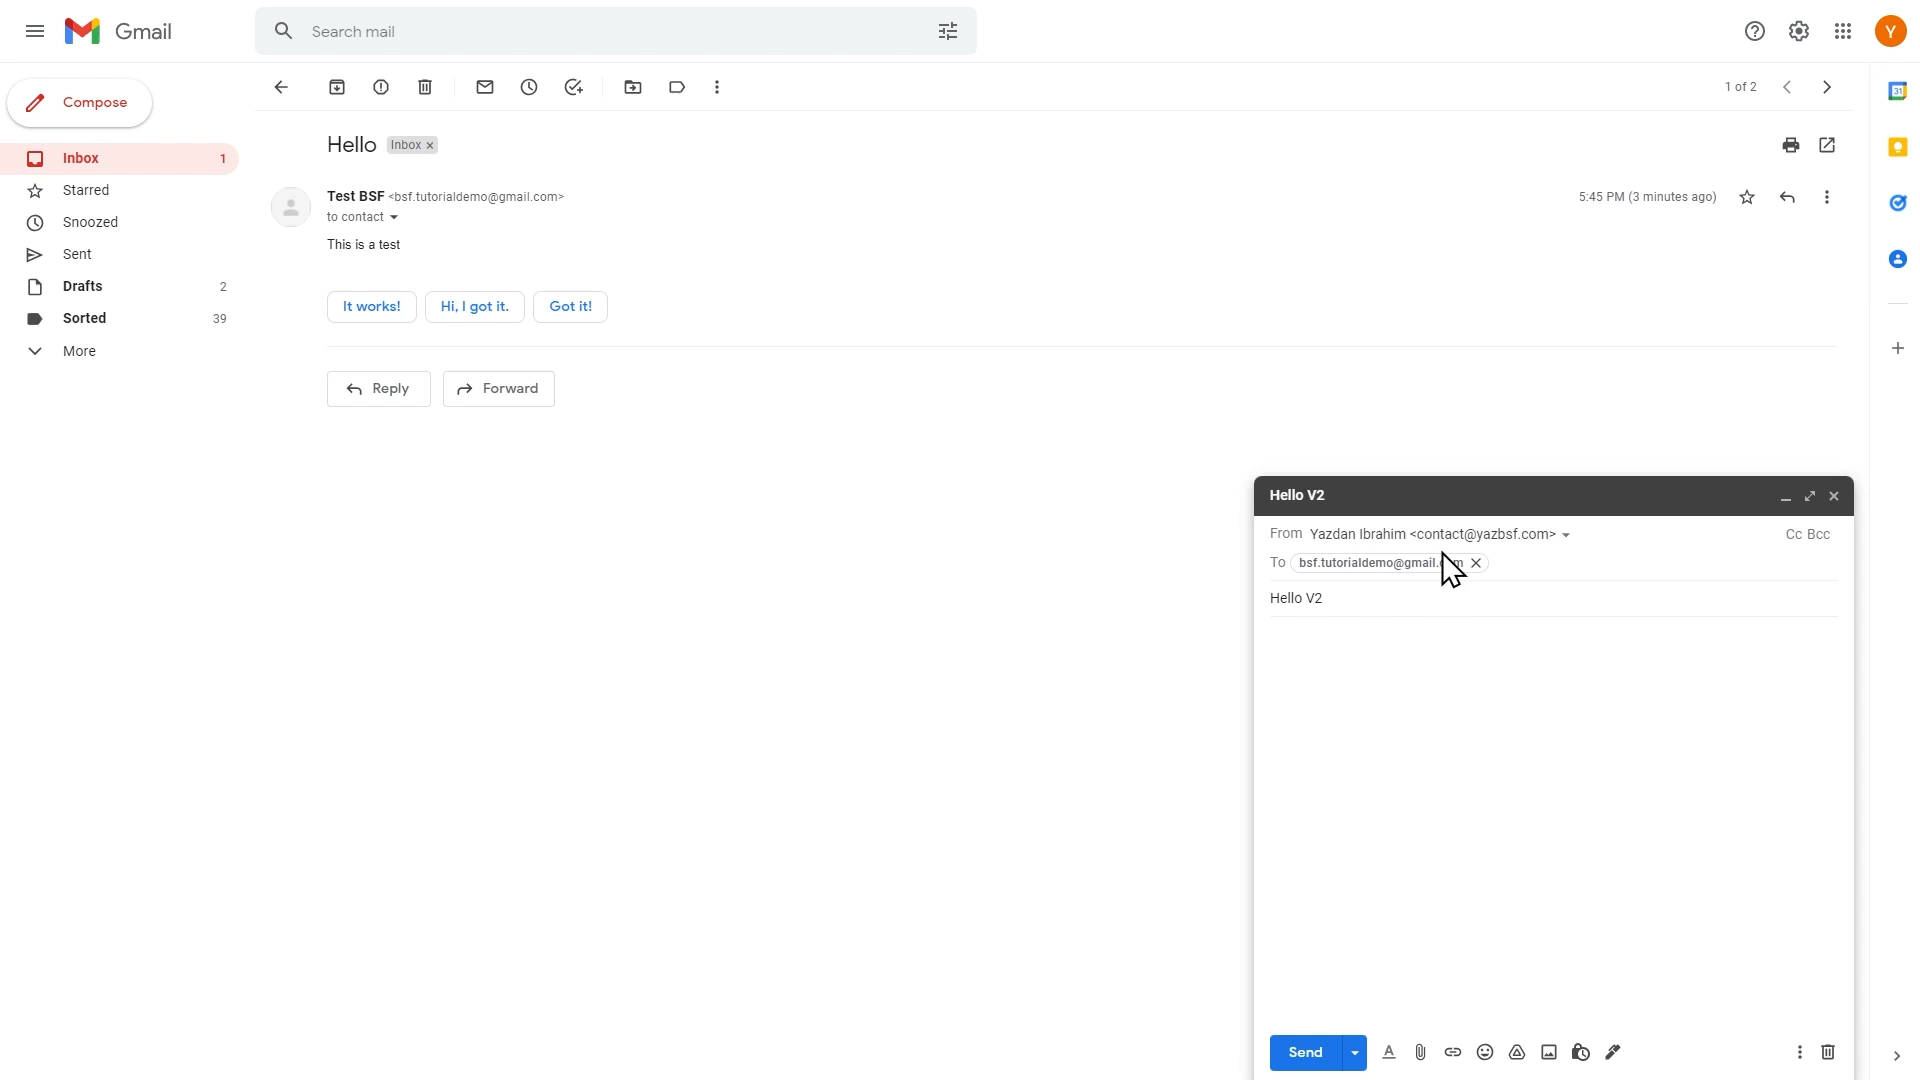 Gmail
Search mail
Y
Compose
1 of 2
31
Inbox 1
Starred
Snoozed
Sent
Drafts 2
Sorted 39
More
Hello Inbox ×
Test BSF <bsf.tutorialdemo@gmail.com> 5:45 PM (3 minutes ago)
to contact
This is a test
It works! Hi, I got it. Got it!
Reply Forward
Hello V2
From Yazdan Ibrahim <contact@yazbsf.com> Cc Bcc
To bsf.tutorialdemo@gmail.com
Hello V2
Send